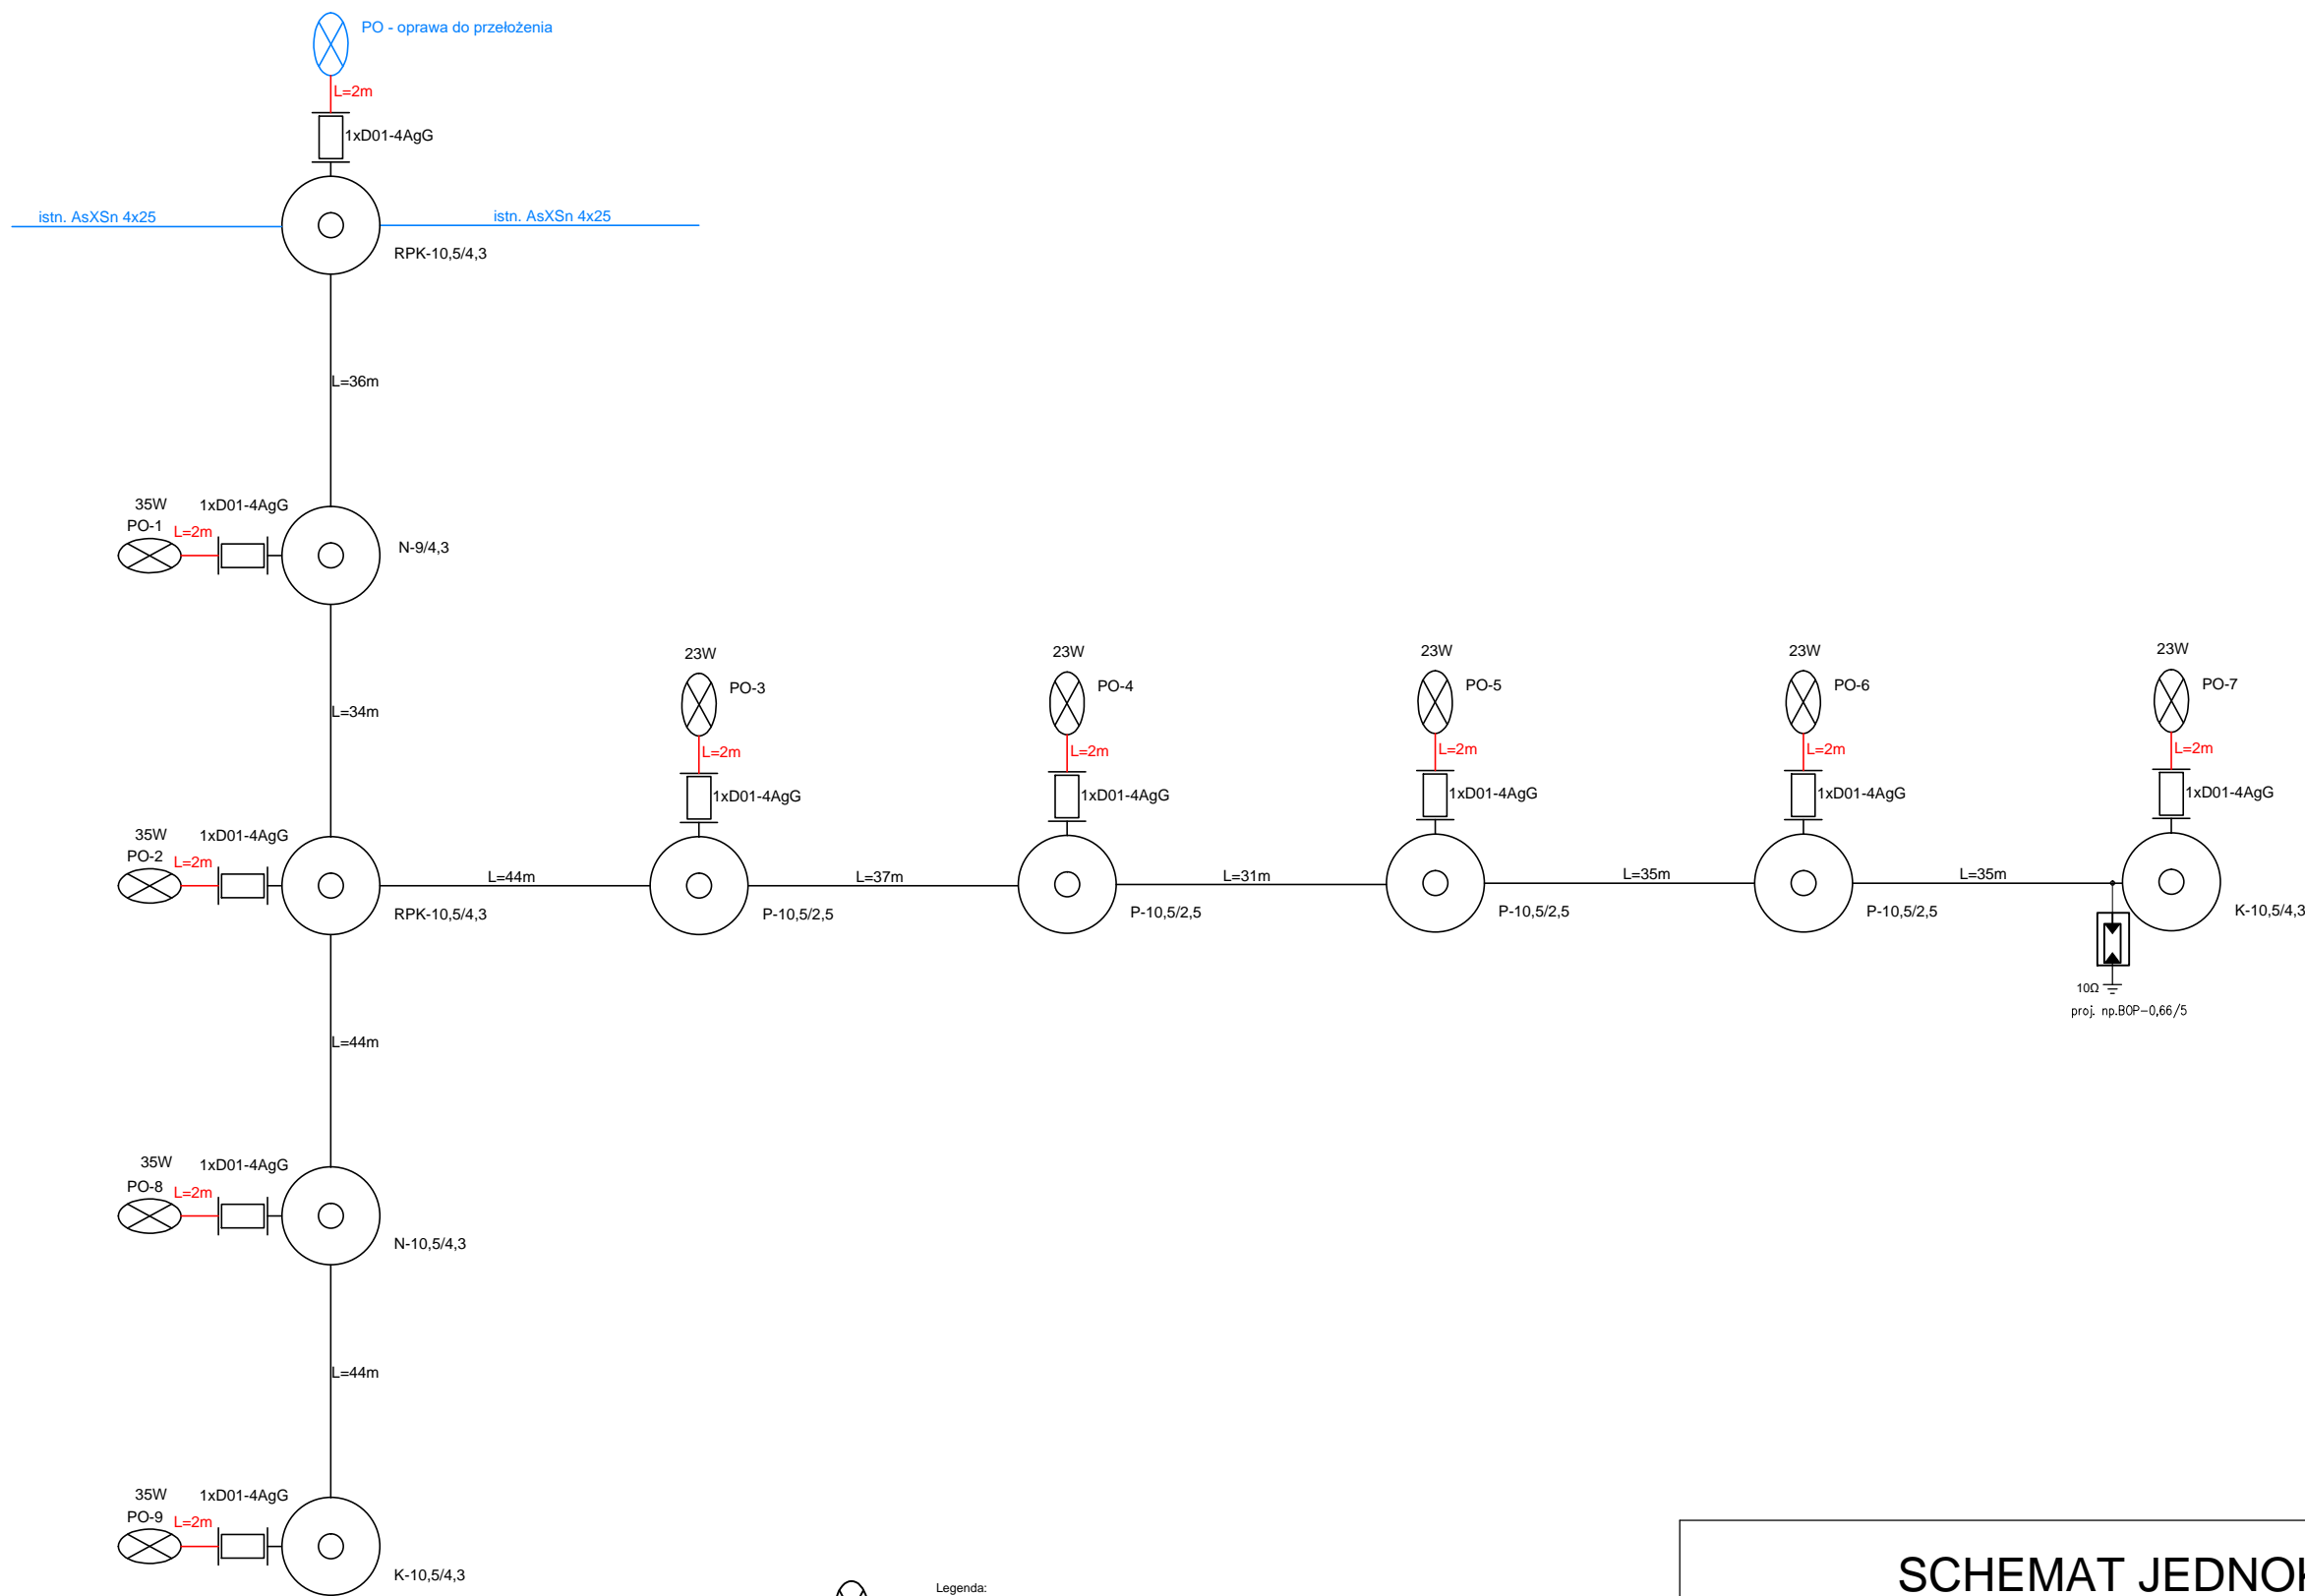 PO - oprawa do przełożenia
L=2m
1xD01-4AgG
istn. AsXSn 4x25
istn. AsXSn 4x25
RPK-10,5/4,3
L=36m
35W
1xD01-4AgG
PO-1
L=2m
N-9/4,3
L=34m
23W
PO-3
L=2m
1xD01-4AgG
23W
PO-4
L=2m
1xD01-4AgG
23W
PO-5
L=2m
1xD01-4AgG
23W
PO-6
L=2m
1xD01-4AgG
23W
PO-7
L=2m
1xD01-4AgG
35W
1xD01-4AgG
PO-2
L=2m
L=44m
L=37m
L=31m
L=35m
L=35m
RPK-10,5/4,3
P-10,5/2,5
P-10,5/2,5
P-10,5/2,5
P-10,5/2,5
K-10,5/4,3
10Ω
proj. np.BOP-0,66/5
L=44m
35W
1xD01-4AgG
PO-8
L=2m
N-10,5/4,3
L=44m
35W
1xD01-4AgG
PO-9
L=2m
K-10,5/4,3
Legenda:
SCHEMAT JEDNO